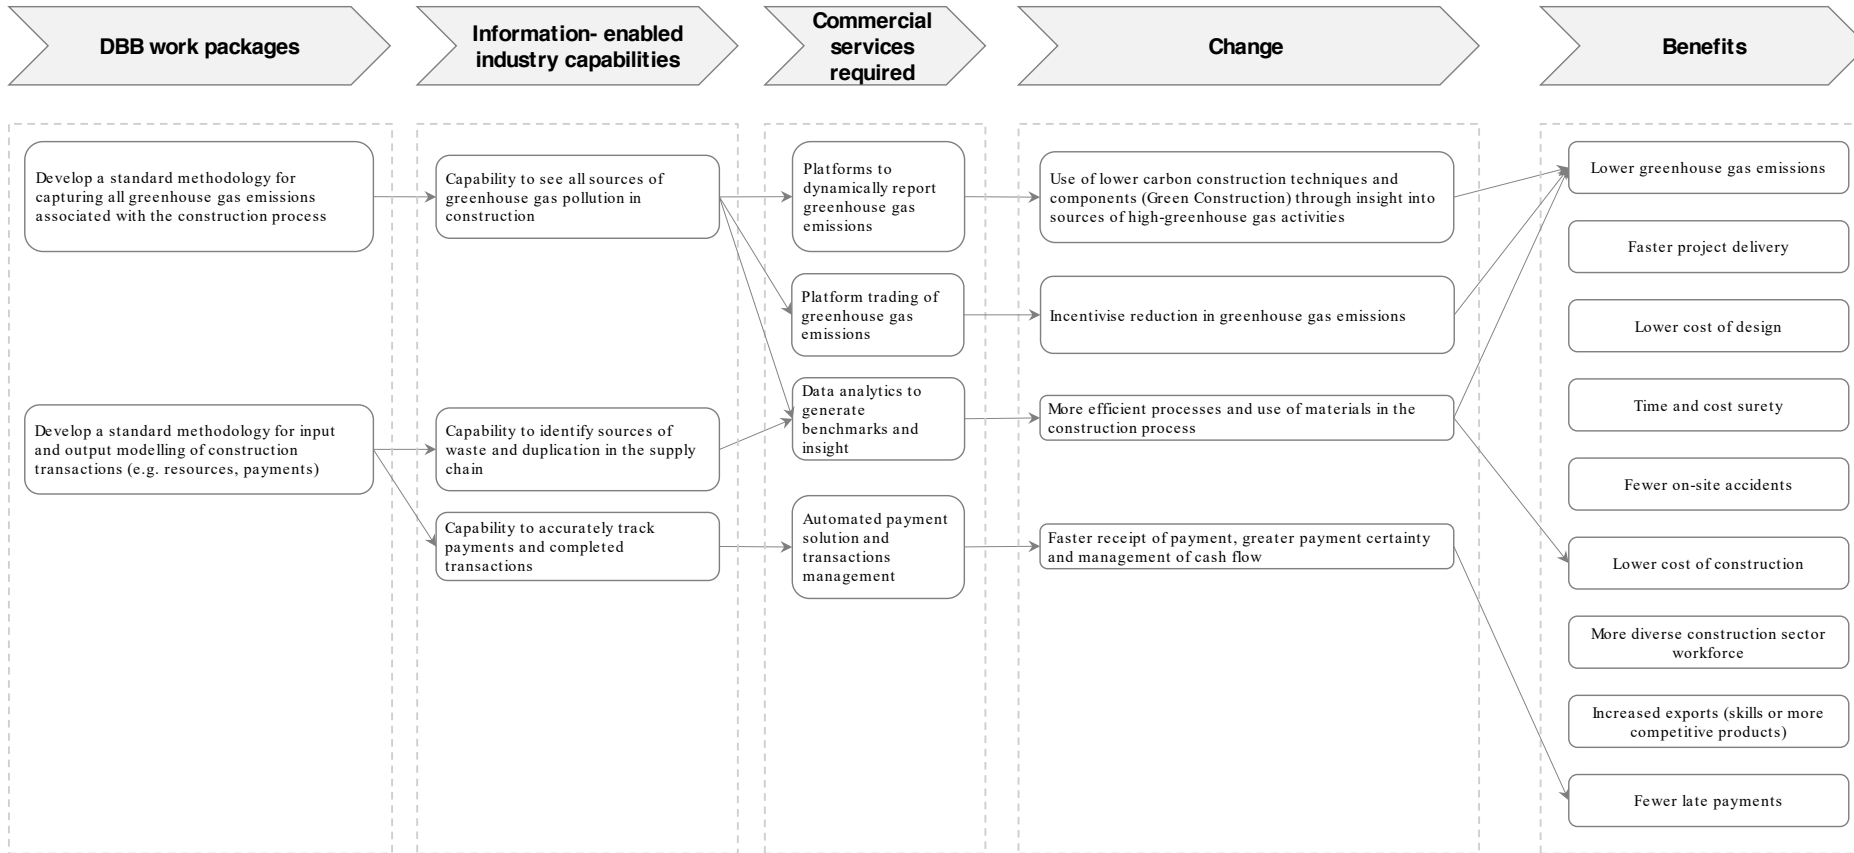 DBB work packages
Information- enabled
industry capabilities
Commercial
services
required
Change
Benefits
Develop a standard methodology for
capturing all greenhouse gas emissions
associated with the construction process
Develop a standard methodology for input
and output modelling of construction
transactions (e.g. resources, payments)
Capability to see all sources of
greenhouse gas pollution in
construction
Capability to identify sources of
waste and duplication in the supply
chain
Capability to accurately track
payments and completed
transactions
Platforms to
dynamically report
greenhouse gas
emissions
Platform trading of
greenhouse gas
emissions
Data analytics to
generate
benchmarks and
insight
Automated payment
solution and
transactions
management
Use of lower carbon construction techniques and
components (Green Construction) through insight into
sources of high-greenhouse gas activities
Incentivise reduction in greenhouse gas emissions
More efficient processes and use of materials in the
construction process
Faster receipt of payment, greater payment certainty
and management of cash flow
Lower greenhouse gas emissions
Faster project delivery
Lower cost of design
Time and cost surety
Fewer on-site accidents
Lower cost of construction
More diverse construction sector
workforce
Increased exports (skills or more
competitive products)
Fewer late payments